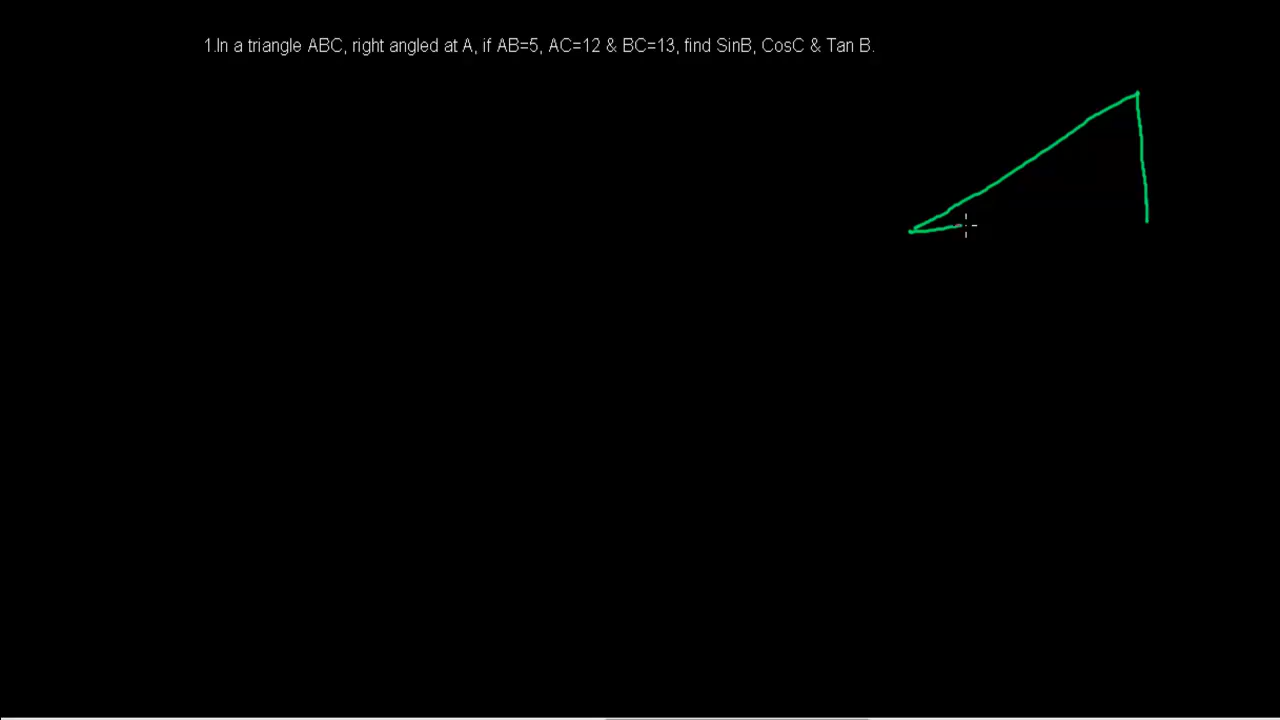 1.In a triangle ABC, right angled at A, if AB=5, AC=12 & BC=13, find SinB, CosC & Tan B.